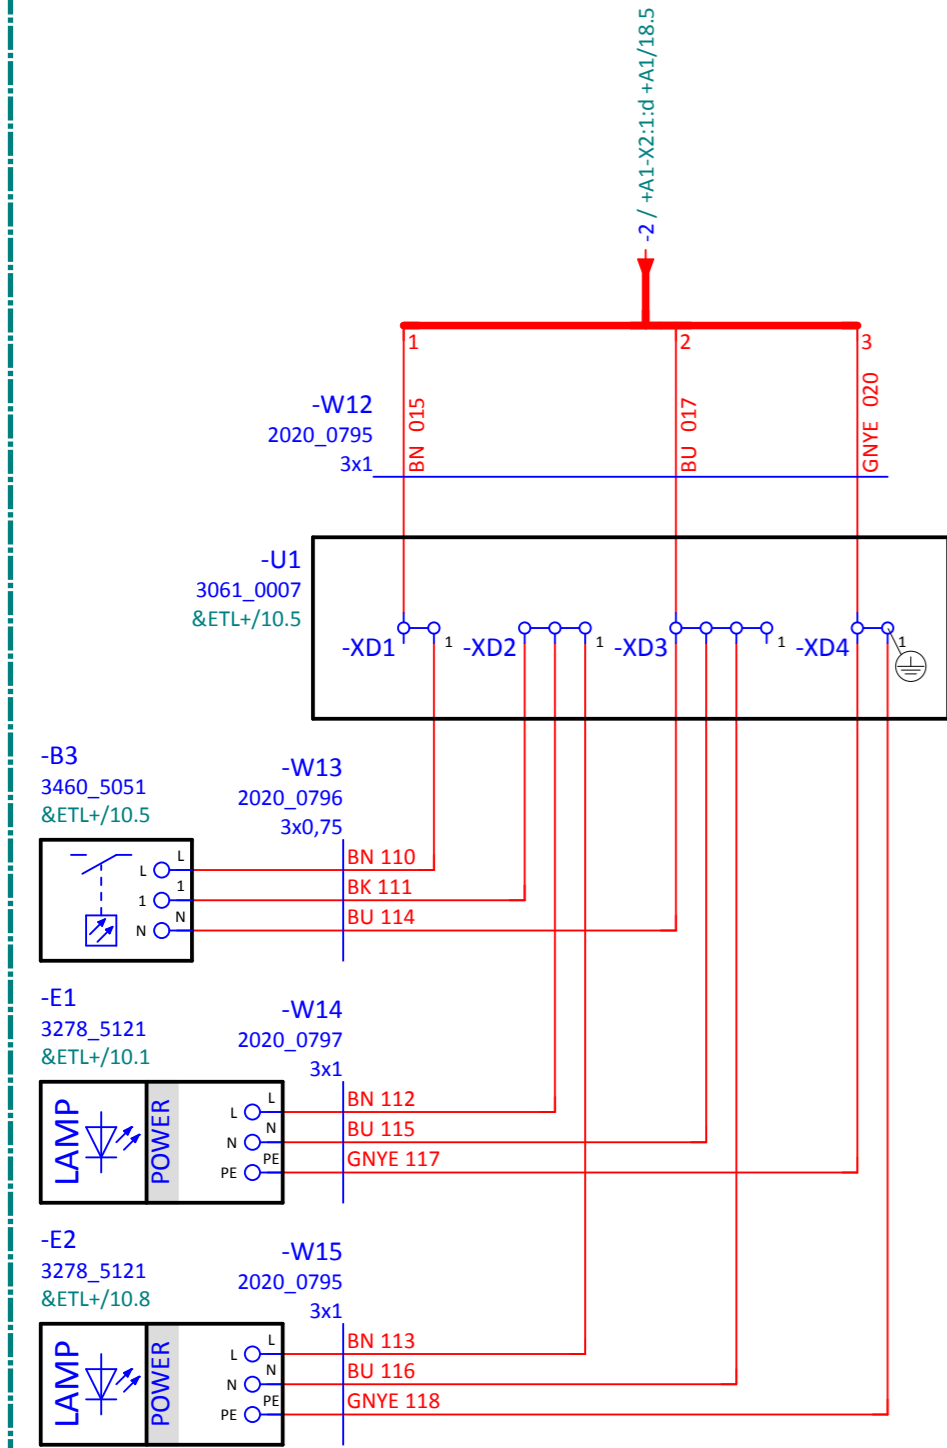 -2 / +A1-X2:1:d +A1/18.5
1
2
3
-W12
2020_0795
3x1
BN 015
BU 017
GNYE 020
-U1
3061_0007
&ETL+/10.5
-XD1
1
-XD2
1
-XD3
1
-XD4
1
-B3
3460_5051
&ETL+/10.5
-W13
2020_0796
3x0,75
L L
1 1
N N
BN 110
BK 111
BU 114
-E1
3278_5121
&ETL+/10.1
-W14
2020_0797
3x1
LAMP
POWER
L L
N N
PE PE
BN 112
BU 115
GNYE 117
-E2
3278_5121
&ETL+/10.8
-W15
2020_0795
3x1
LAMP
POWER
L L
N N
PE PE
BN 113
BU 116
GNYE 118